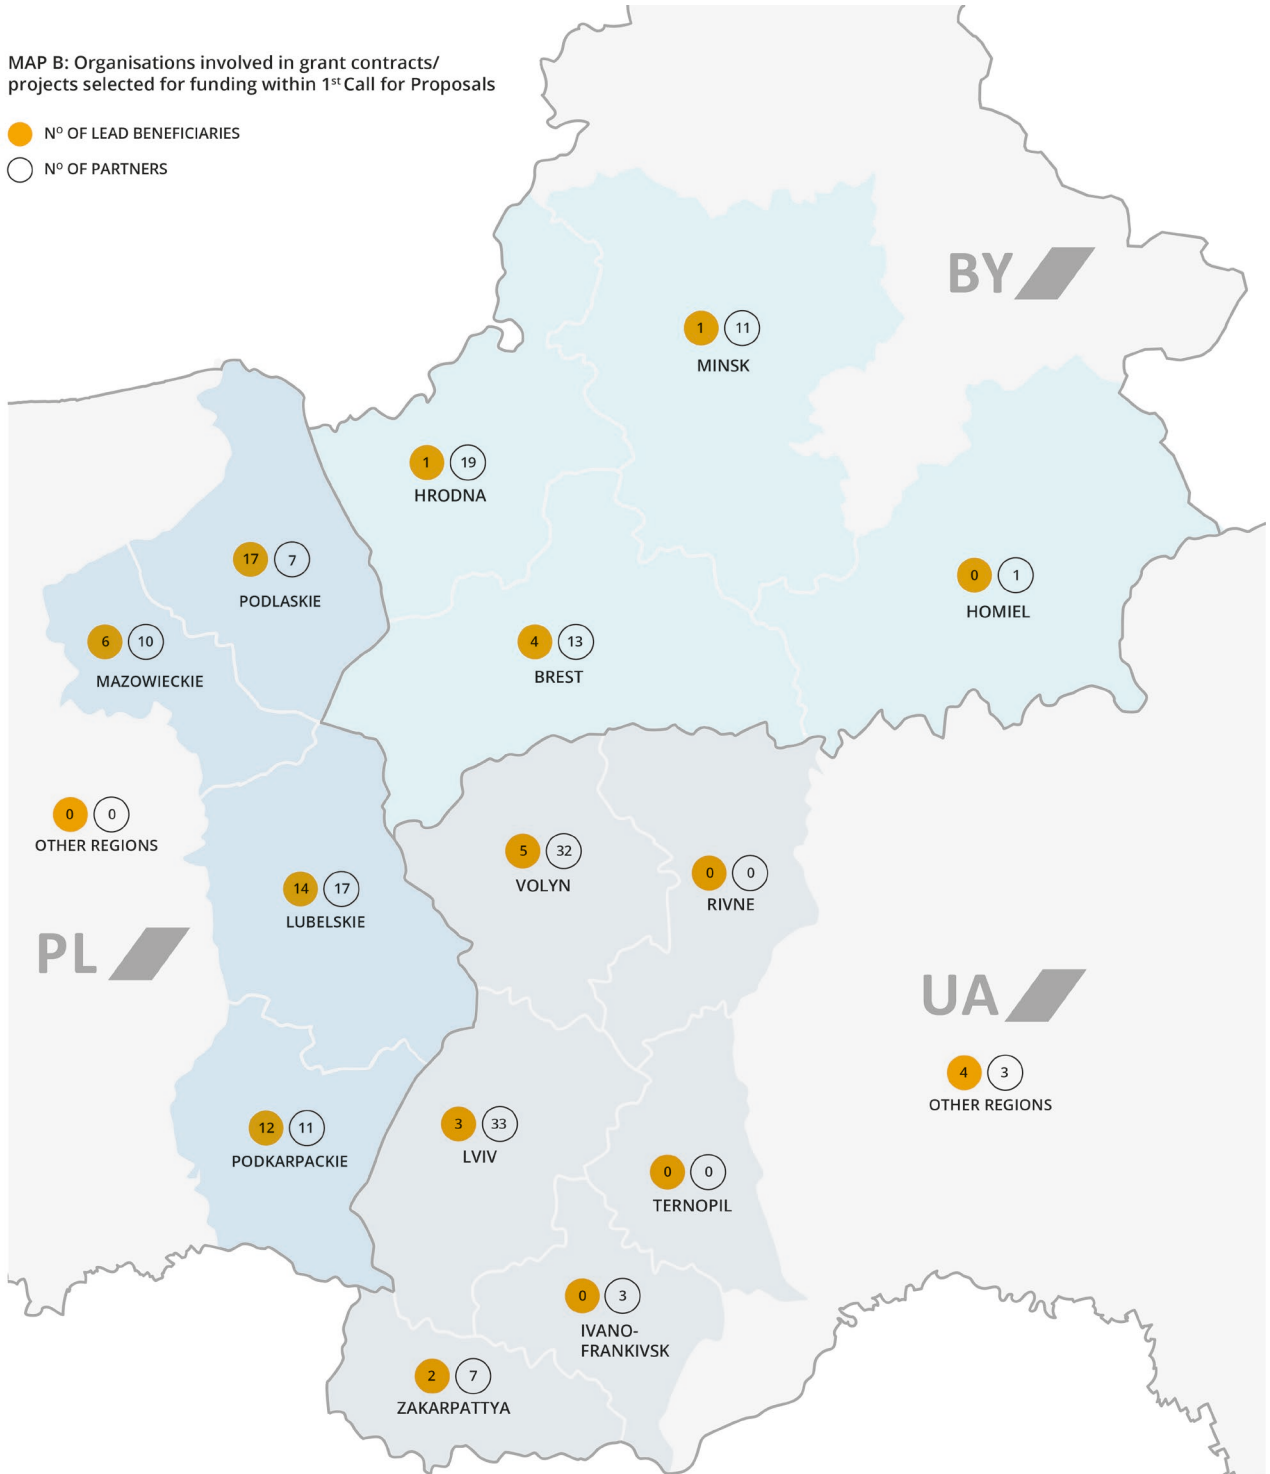 MAP B: Organisations involved in grant contracts/
projects selected for funding within 1st Call for Proposals
Nº OF LEAD BENEFICIARIES
Nº OF PARTNERS
BY
1 11
MINSK
1 19
HRODNA
17 7
PODLASKIE
0 1
HOMIEL
6 10
MAZOWIECKIE
4 13
BREST
0 0
OTHER REGIONS
5 32
VOLYN
0 0
RIVNE
14 17
LUBELSKIE
PL
UA
4 3
OTHER REGIONS
12 11
PODKARPACKIE
3 33
LVIV
0 0
TERNOPIL
0 3
IVANO-
FRANKIVSK
2 7
ZAKARPATTYA